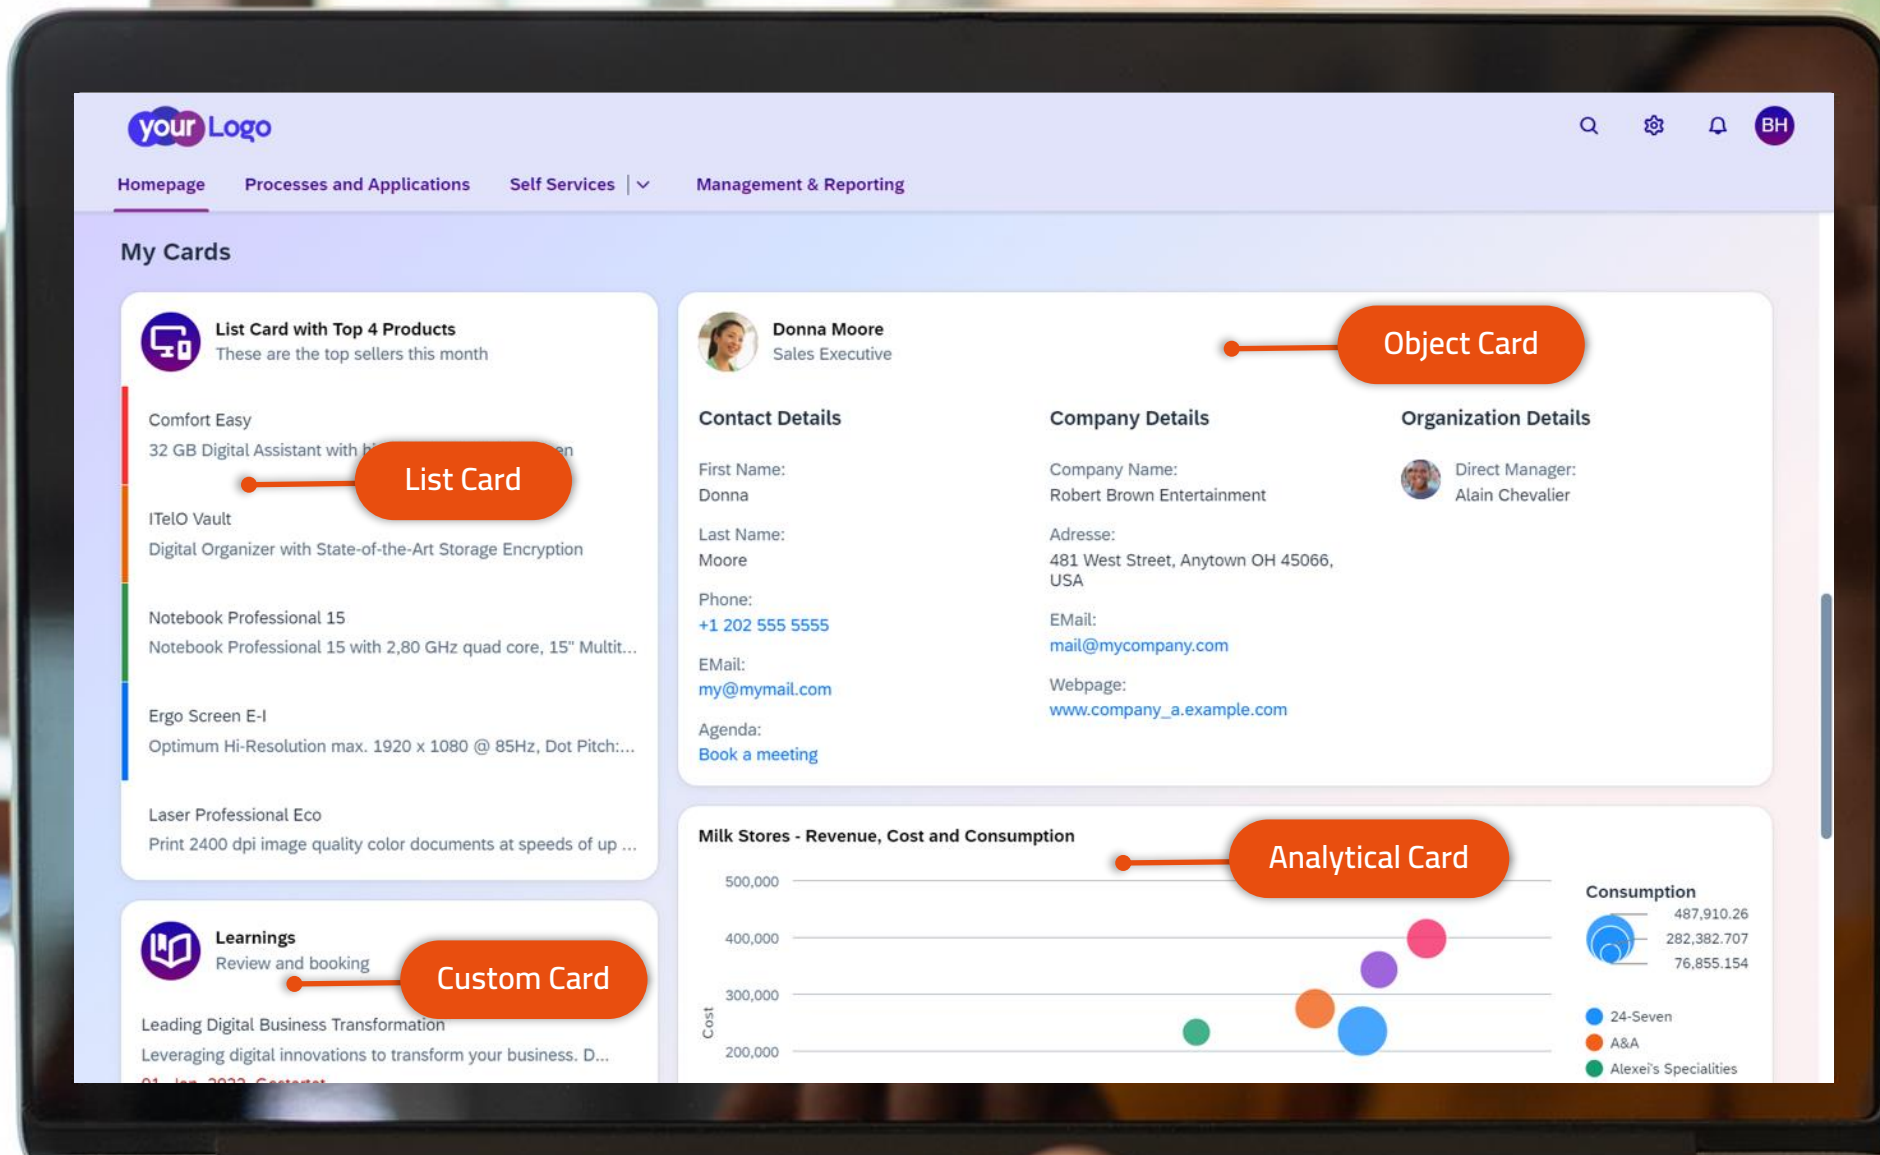 your Logo
BH
Homepage
Processes and Applications
Self Services
Management & Reporting
My Cards
List Card with Top 4 Products
These are the top sellers this month
Comfort Easy
32 GB Digital Assistant with
List Card
ITelO Vault
Digital Organizer with State-of-the-Art Storage Encryption
Notebook Professional 15
Notebook Professional 15 with 2,80 GHz quad core, 15" Multit...
Ergo Screen E-I
Optimum Hi-Resolution max. 1920 x 1080 @ 85Hz, Dot Pitch:...
Laser Professional Eco
Print 2400 dpi image quality color documents at speeds of up ...
Learnings
Review and booking
Custom Card
Leading Digital Business Transformation
Leveraging digital innovations to transform your business. D...
Donna Moore
Sales Executive
Object Card
Contact Details
First Name:
Donna
Last Name:
Moore
Phone:
+1 202 555 5555
EMail:
my@mymail.com
Agenda:
Book a meeting
Company Details
Company Name:
Robert Brown Entertainment
Adresse:
481 West Street, Anytown OH 45066,
USA
EMail:
mail@mycompany.com
Webpage:
www.company_a.example.com
Organization Details
Direct Manager:
Alain Chevalier
Milk Stores - Revenue, Cost and Consumption
Analytical Card
500,000
400,000
300,000
200,000
Cost
Consumption
487,910.26
282,382.707
76,855.154
24-Seven
A&A
Alexei's Specialities